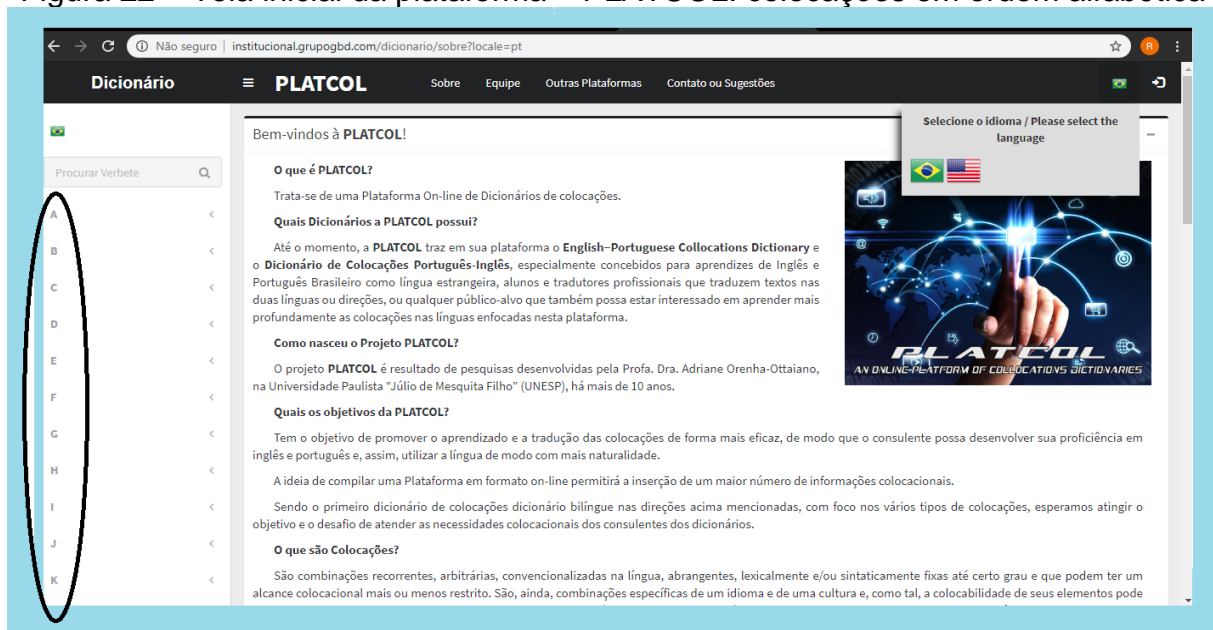 Figura 22 – Tela inicial da plataforma – PLATCOL: colocações em ordem alfabética
Não seguro | institucional.grupogbd.com/dicionario/sobre?locale=pt
R
Dicionário
PLATCOL
Sobre
Equipe
Outras Plataformas
Contato ou Sugestões
Selecione o idioma / Please select the
language
Procurar Verbete
A
B
C
D
E
F
G
H
I
J
K
Bem-vindos à PLATCOL!
O que é PLATCOL?
Trata-se de uma Plataforma On-line de Dicionários de colocações.
Quais Dicionários a PLATCOL possui?
Até o momento, a PLATCOL traz em sua plataforma o English–Portuguese Collocations Dictionary e
o Dicionário de Colocações Português-Inglês, especialmente concebidos para aprendizes de Inglês e
Português Brasileiro como língua estrangeira, alunos e tradutores profissionais que traduzem textos nas
duas línguas ou direções, ou qualquer público-alvo que também possa estar interessado em aprender mais
profundamente as colocações nas línguas enfocadas nesta plataforma.
Como nasceu o Projeto PLATCOL?
O projeto PLATCOL é resultado de pesquisas desenvolvidas pela Profa. Dra. Adriane Orenha-Ottaiano,
na Universidade Paulista "Júlio de Mesquita Filho" (UNESP), há mais de 10 anos.
PLATCOL
AN ONLINE-PLATFORM OF COLLOCATIONS DICTIONARIES
Quais os objetivos da PLATCOL?
Tem o objetivo de promover o aprendizado e a tradução das colocações de forma mais eficaz, de modo que o consulente possa desenvolver sua proficiência em
inglês e português e, assim, utilizar a língua de modo com mais naturalidade.
A ideia de compilar uma Plataforma em formato on-line permitirá a inserção de um maior número de informações colocacionais.
Sendo o primeiro dicionário de colocações dicionário bilíngue nas direções acima mencionadas, com foco nos vários tipos de colocações, esperamos atingir o
objetivo e o desafio de atender as necessidades colocacionais dos consulentes dos dicionários.
O que são Colocações?
São combinações recorrentes, arbitrárias, convencionalizadas na língua, abrangentes, lexicalmente e/ou sintaticamente fixas até certo grau e que podem ter um
alcance colocacional mais ou menos restrito. São, ainda, combinações específicas de um idioma e de uma cultura e, como tal, a colocabilidade de seus elementos pode